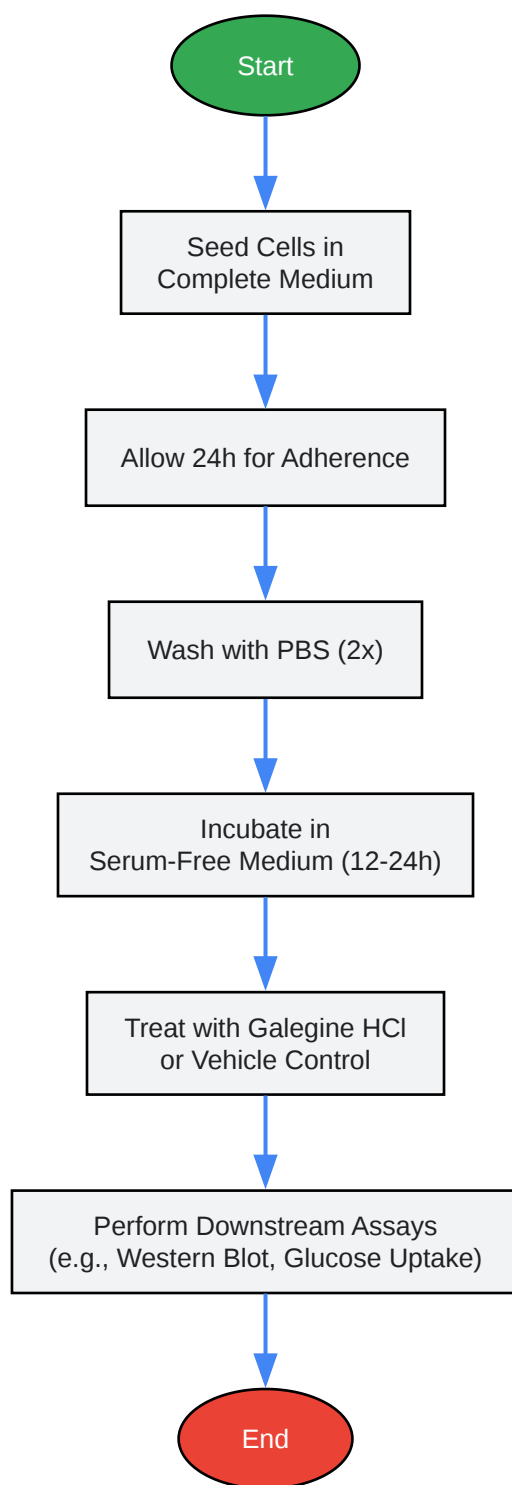 Start
Seed Cells in
Complete Medium
Allow 24h for Adherence
Wash with PBS (2x)
Incubate in
Serum-Free Medium (12-24h)
Treat with Galegine HCl
or Vehicle Control
Perform Downstream Assays
(e.g., Western Blot, Glucose Uptake)
End